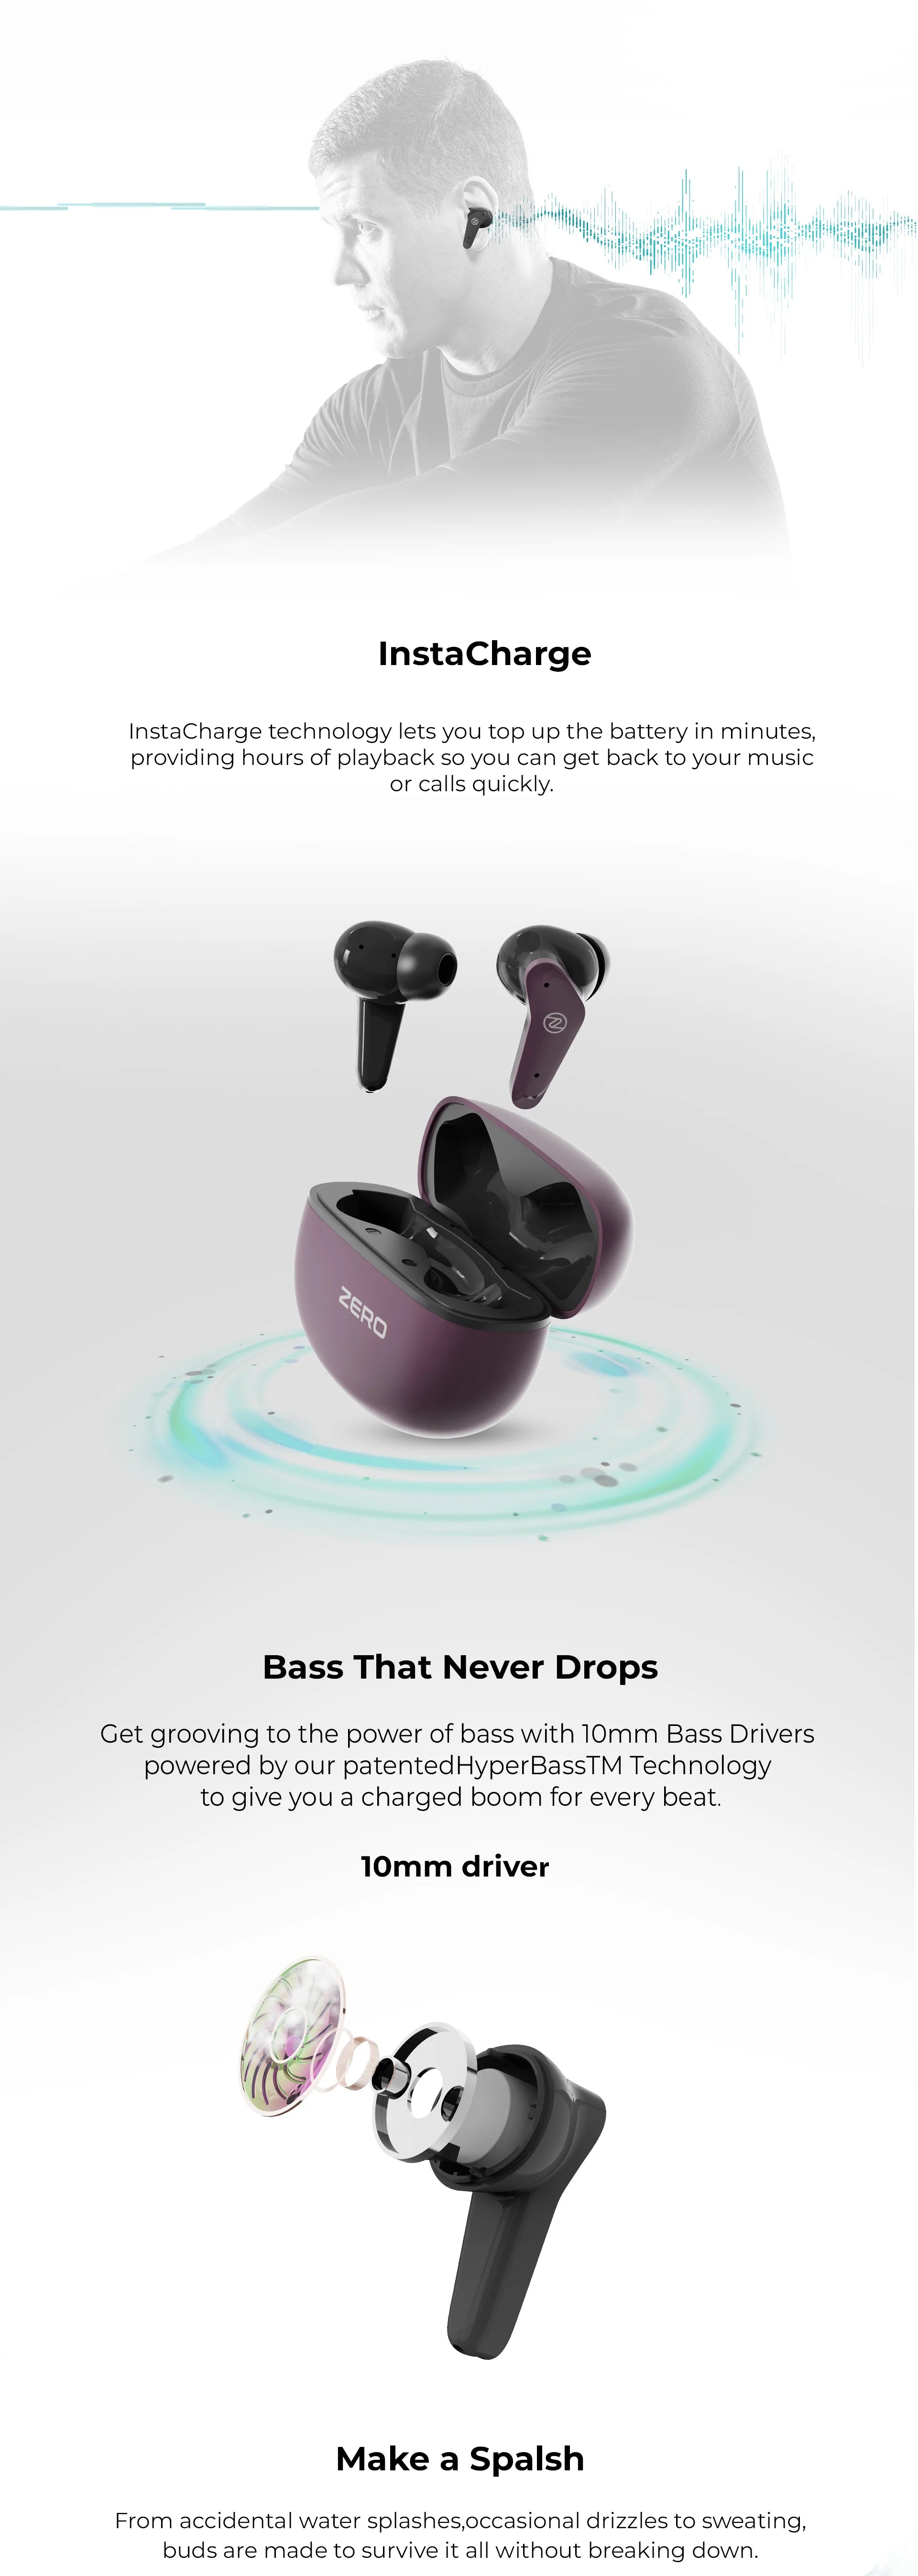 InstaCharge
InstaCharge technology lets you top up the battery in minutes,
providing hours of playback so you can get back to your music
or calls quickly.
ZERO
Bass That Never Drops
Get grooving to the power of bass with 10mm Bass Drivers
powered by our patentedHyperBassTM Technology
to give you a charged boom for every beat.
10mm driver
Make a Spalsh
From accidental water splashes,occasional drizzles to sweating,
buds are made to survive it all without breaking down.